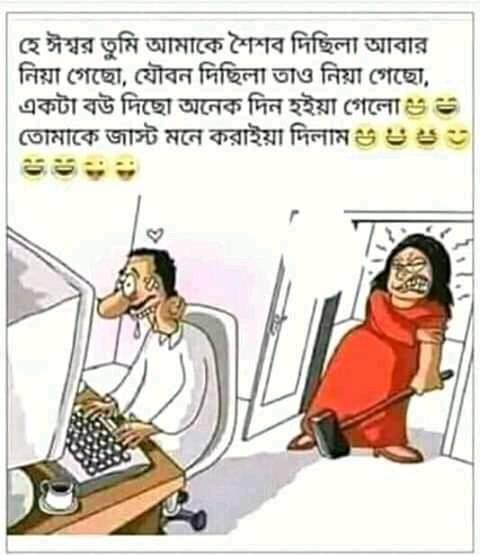 হে ঈশ্বর তুমি আমাকে শৈশব দিছিলা আবার
নিয়া গেছো, যৌবন দিছিলা তাও নিয়া গেছো,
একটা বউ দিছো অনেক দিন হইয়া গেলো😁😄
তোমাকে জাস্ট মনে করাইয়া দিলাম😁😃😆😊
😄😄😜😜